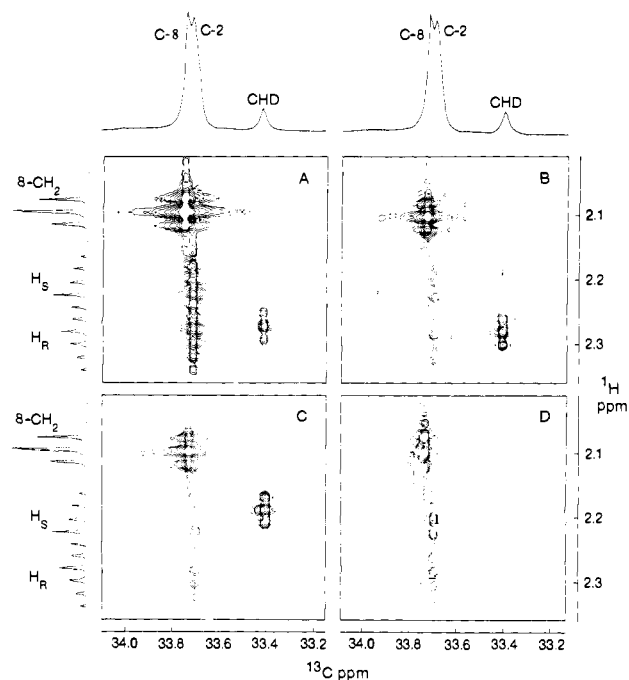 C-8 C-2 CHD C-8 C-2 CHD
8-CH2 A B 2.1
HS 2.2
HR 2.3
1H
ppm
8-CH2 C D 2.1
HS 2.2
HR 2.3
34.0 33.8 33.6 33.4 33.2 34.0 33.8 33.6 33.4 33.2
13C ppm